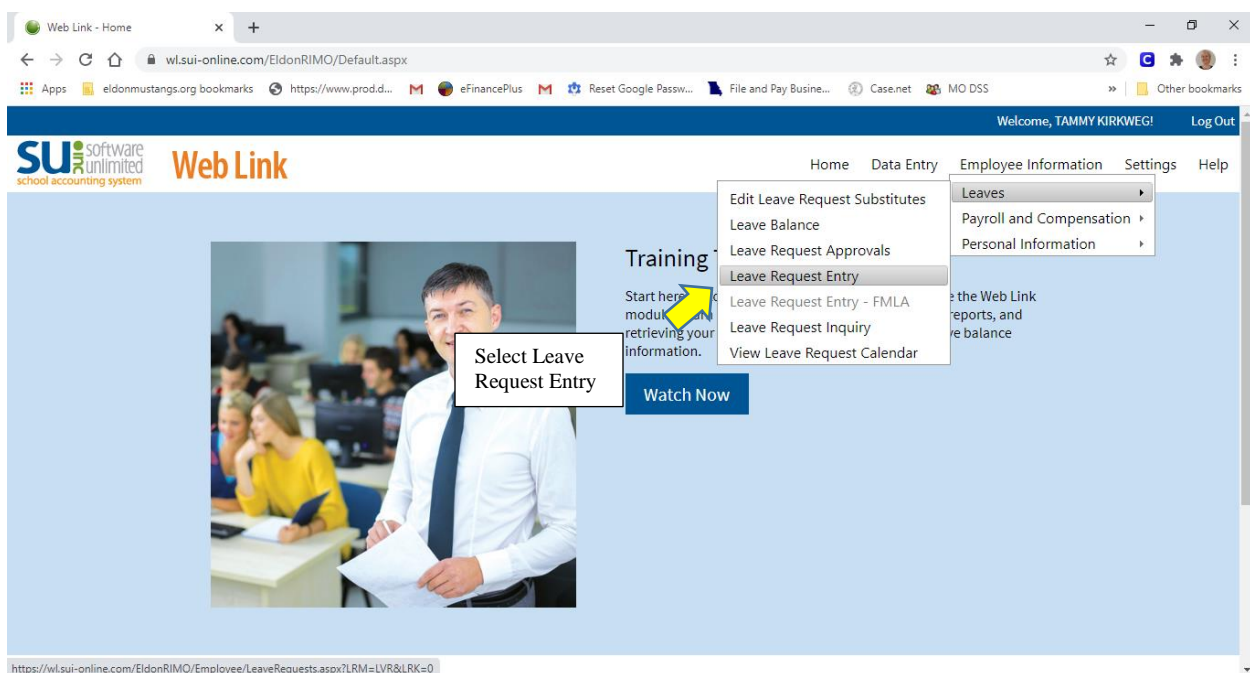 Web Link - Home
wl.sui-online.com/EldonRIMO/Default.aspx
Apps eldonmustangs.org bookmarks https://www.prod.d... eFinancePlus Reset Google Passw... File and Pay Busine... Case.net MO DSS » Other bookmarks
Welcome, TAMMY KIRKWEG! Log Out
SUI software unlimited
school accounting system
Web Link
Home Data Entry Employee Information Settings Help
Leaves
Payroll and Compensation
Personal Information
Edit Leave Request Substitutes
Leave Balance
Leave Request Approvals
Leave Request Entry
Leave Request Entry - FMLA
Leave Request Inquiry
View Leave Request Calendar
Training
Start here the Web Link
reports, and
retrieving your balance
information.
Watch Now
Select Leave
Request Entry
https://wl.sui-online.com/EldonRIMO/Employee/LeaveRequests.aspx?LRM=LVR&LRK=0